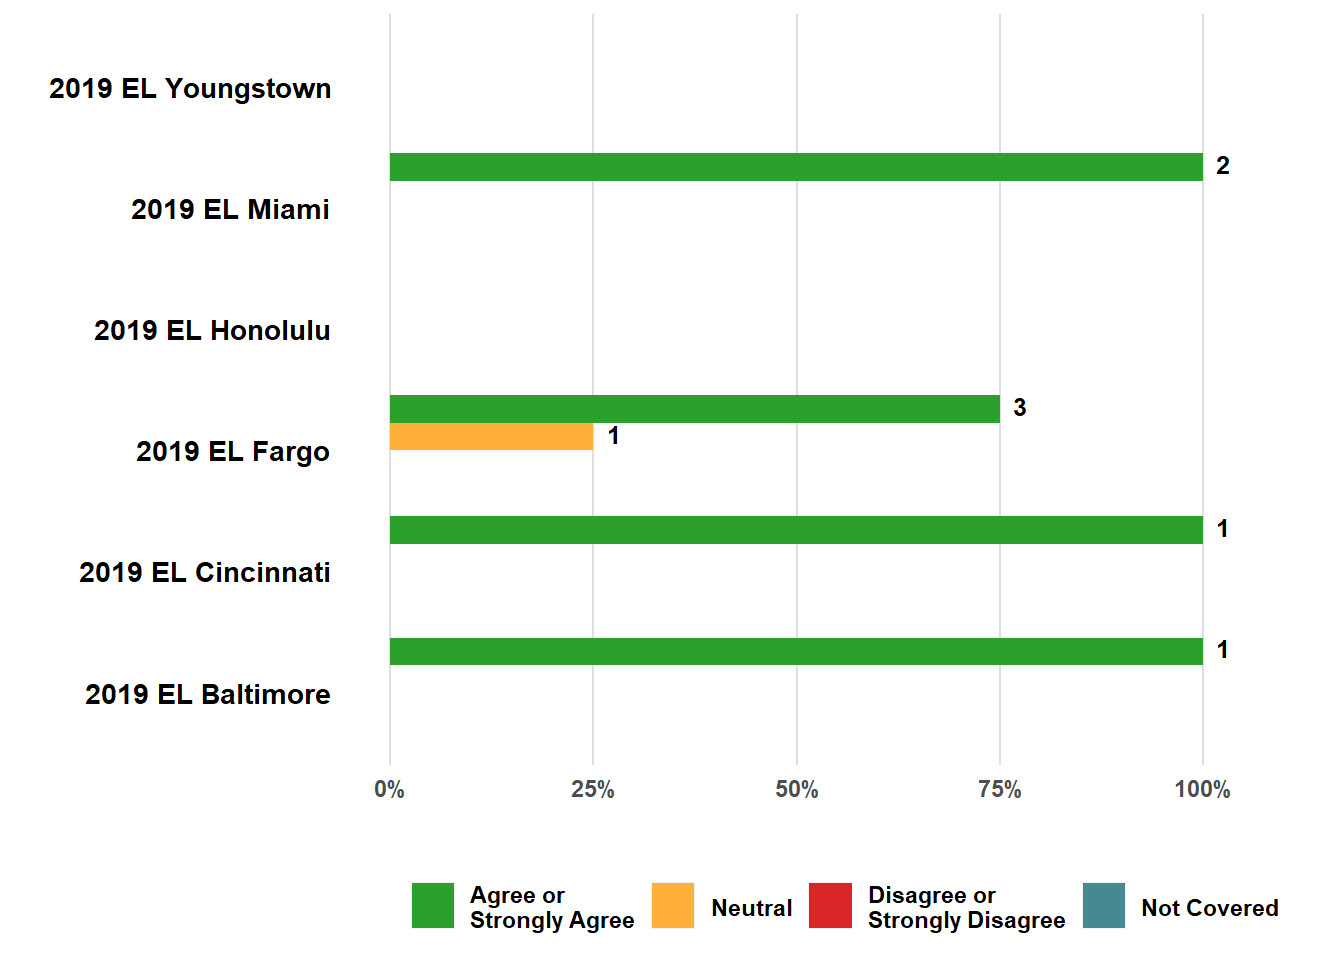 2019 EL Youngstown
2
2019 EL Miami
2019 EL Honolulu
3
1
2019 EL Fargo
1
2019 EL Cincinnati
1
2019 EL Baltimore
0% 25% 50% 75% 100%
Agree or
Strongly Agree
Neutral
Disagree or
Strongly Disagree
Not Covered